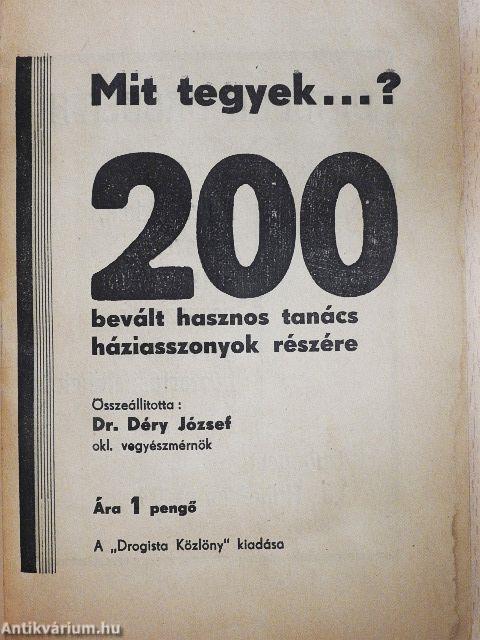 Mit tegyek...?
200
bevált hasznos tanács
háziasszonyok részére
Összeállitotta :
Dr. Déry József
okl. vegyészmérnök
Ára 1 pengő
A „Drogista Közlöny" kiadása
Antikvárium.hu